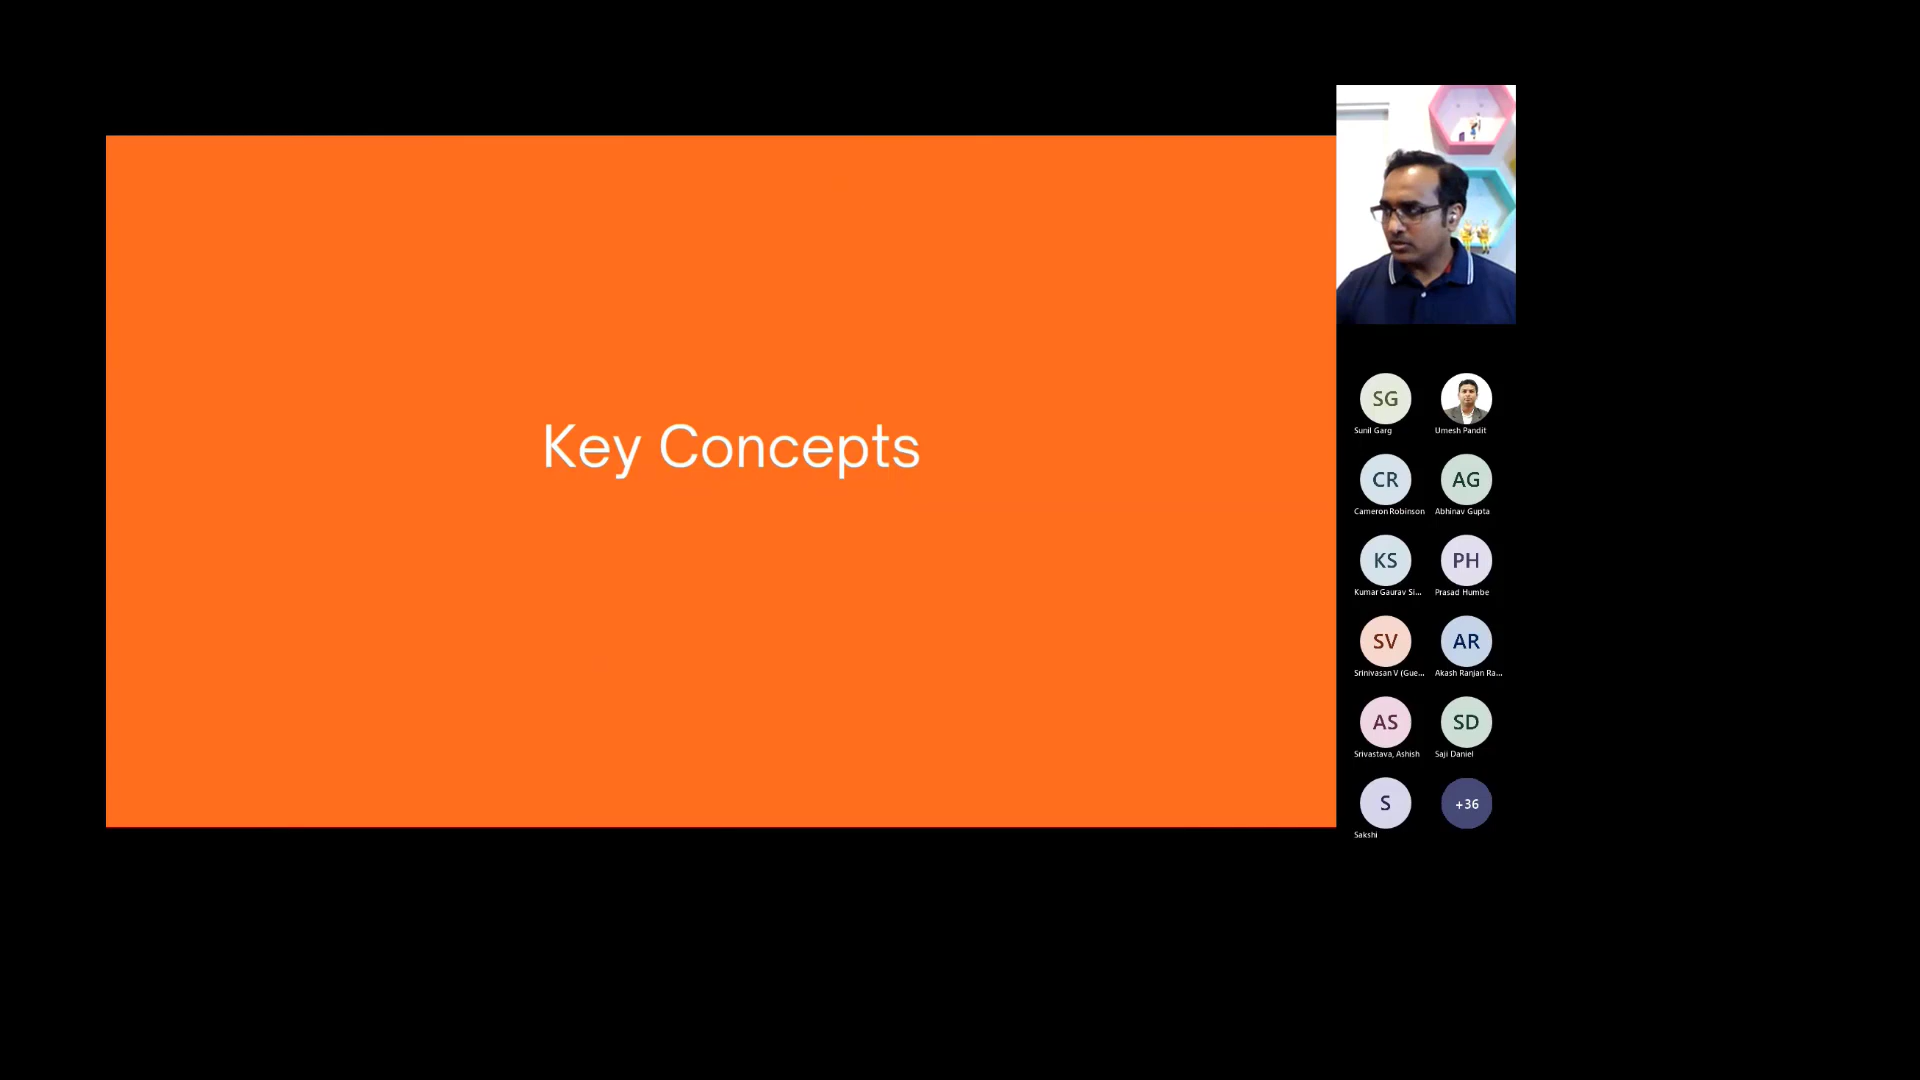 Key Concepts
SG
Sunil Garg
Umesh Pandit
CR
Cameron Robinson
AG
Abhinav Gupta
KS
Kumar Gaurav Si...
PH
Prasad Humbe
SV
Srinivasan V (Gue...
AR
Akash Ranjan Ra...
AS
Srivastava, Ashish
SD
Saji Daniel
S
Sakshi
+36